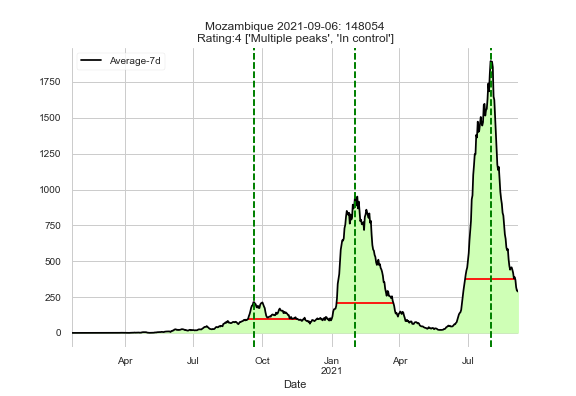 Mozambique 2021-09-06: 148054
Rating:4 ['Multiple peaks', 'In control']
Average-7d
1750
1500
1250
1000
750
500
250
0
Apr
Jul
Oct
Jan
2021
Apr
Jul
Date